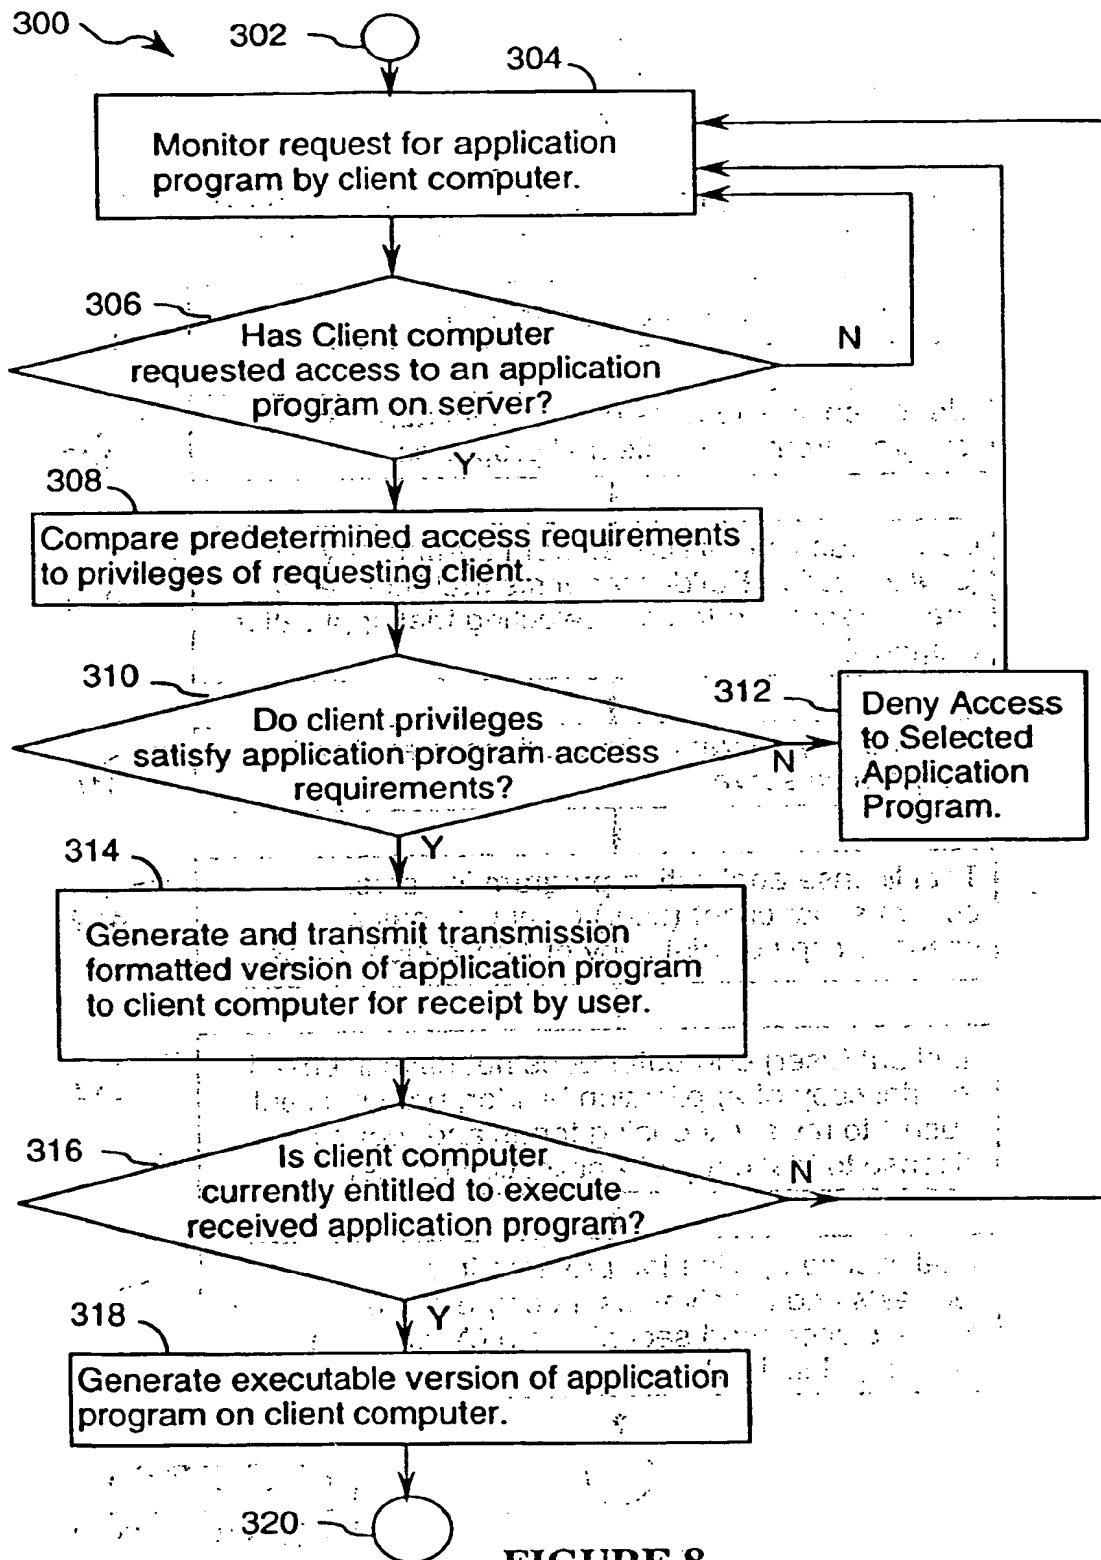 300
302
304
Monitor request for application
program by client computer.
306
Has Client computer
requested access to an application
program on server?
N
Y
308
Compare predetermined access requirements
to privileges of requesting client.
310
Do client privileges
satisfy application program access
requirements?
N
312
Deny Access
to Selected
Application
Program.
Y
314
Generate and transmit transmission
formatted version of application program
to client computer for receipt by user.
316
Is client computer
currently entitled to execute
received application program?
N
Y
318
Generate executable version of application
program on client computer.
320
FIGURE 8